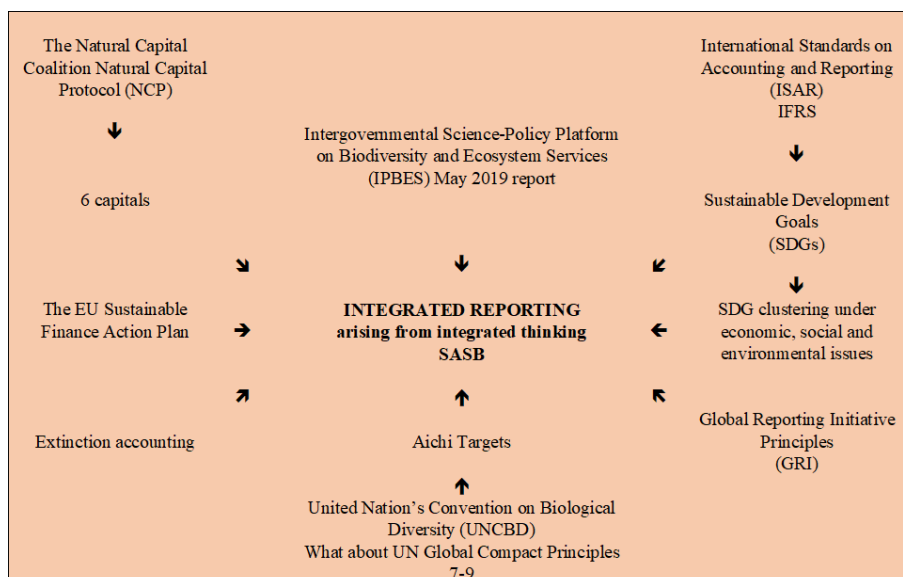 The Natural Capital
Coalition Natural Capital
Protocol (NCP)
6 capitals
The EU Sustainable
Finance Action Plan
Extinction accounting
Intergovernmental Science-Policy Platform
on Biodiversity and Ecosystem Services
(IPBES) May 2019 report
INTEGRATED REPORTING
arising from integrated thinking
SASB
Aichi Targets
United Nation's Convention on Biological
Diversity (UNCBD)
What about UN Global Compact Principles
7-9
International Standards on
Accounting and Reporting
(ISAR)
IFRS
Sustainable Development
Goals
(SDGs)
SDG clustering under
economic, social and
environmental issues
Global Reporting Initiative
Principles
(GRI)